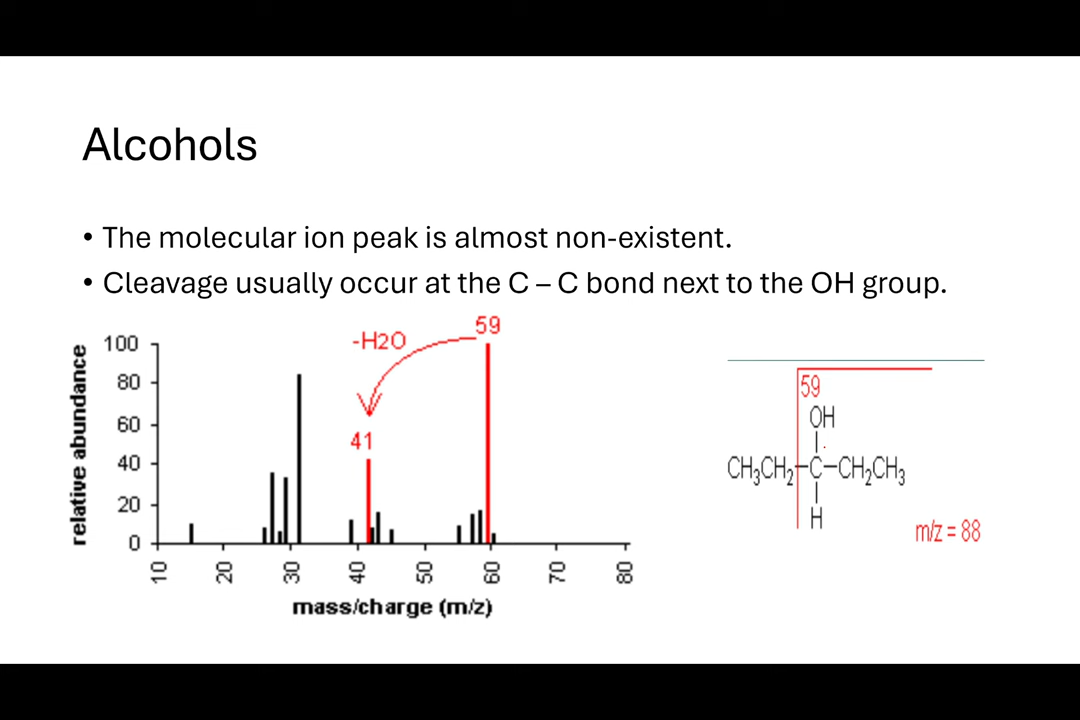 Alcohols
• The molecular ion peak is almost non-existent.
• Cleavage usually occur at the C – C bond next to the OH group.
59
-H2O
41
relative abundance
100
80
60
40
20
0
10 20 30 40 50 60 70 80
mass/charge (m/z)
59
OH
CH₃CH₂–C–CH₂CH₃
H
m/z = 88